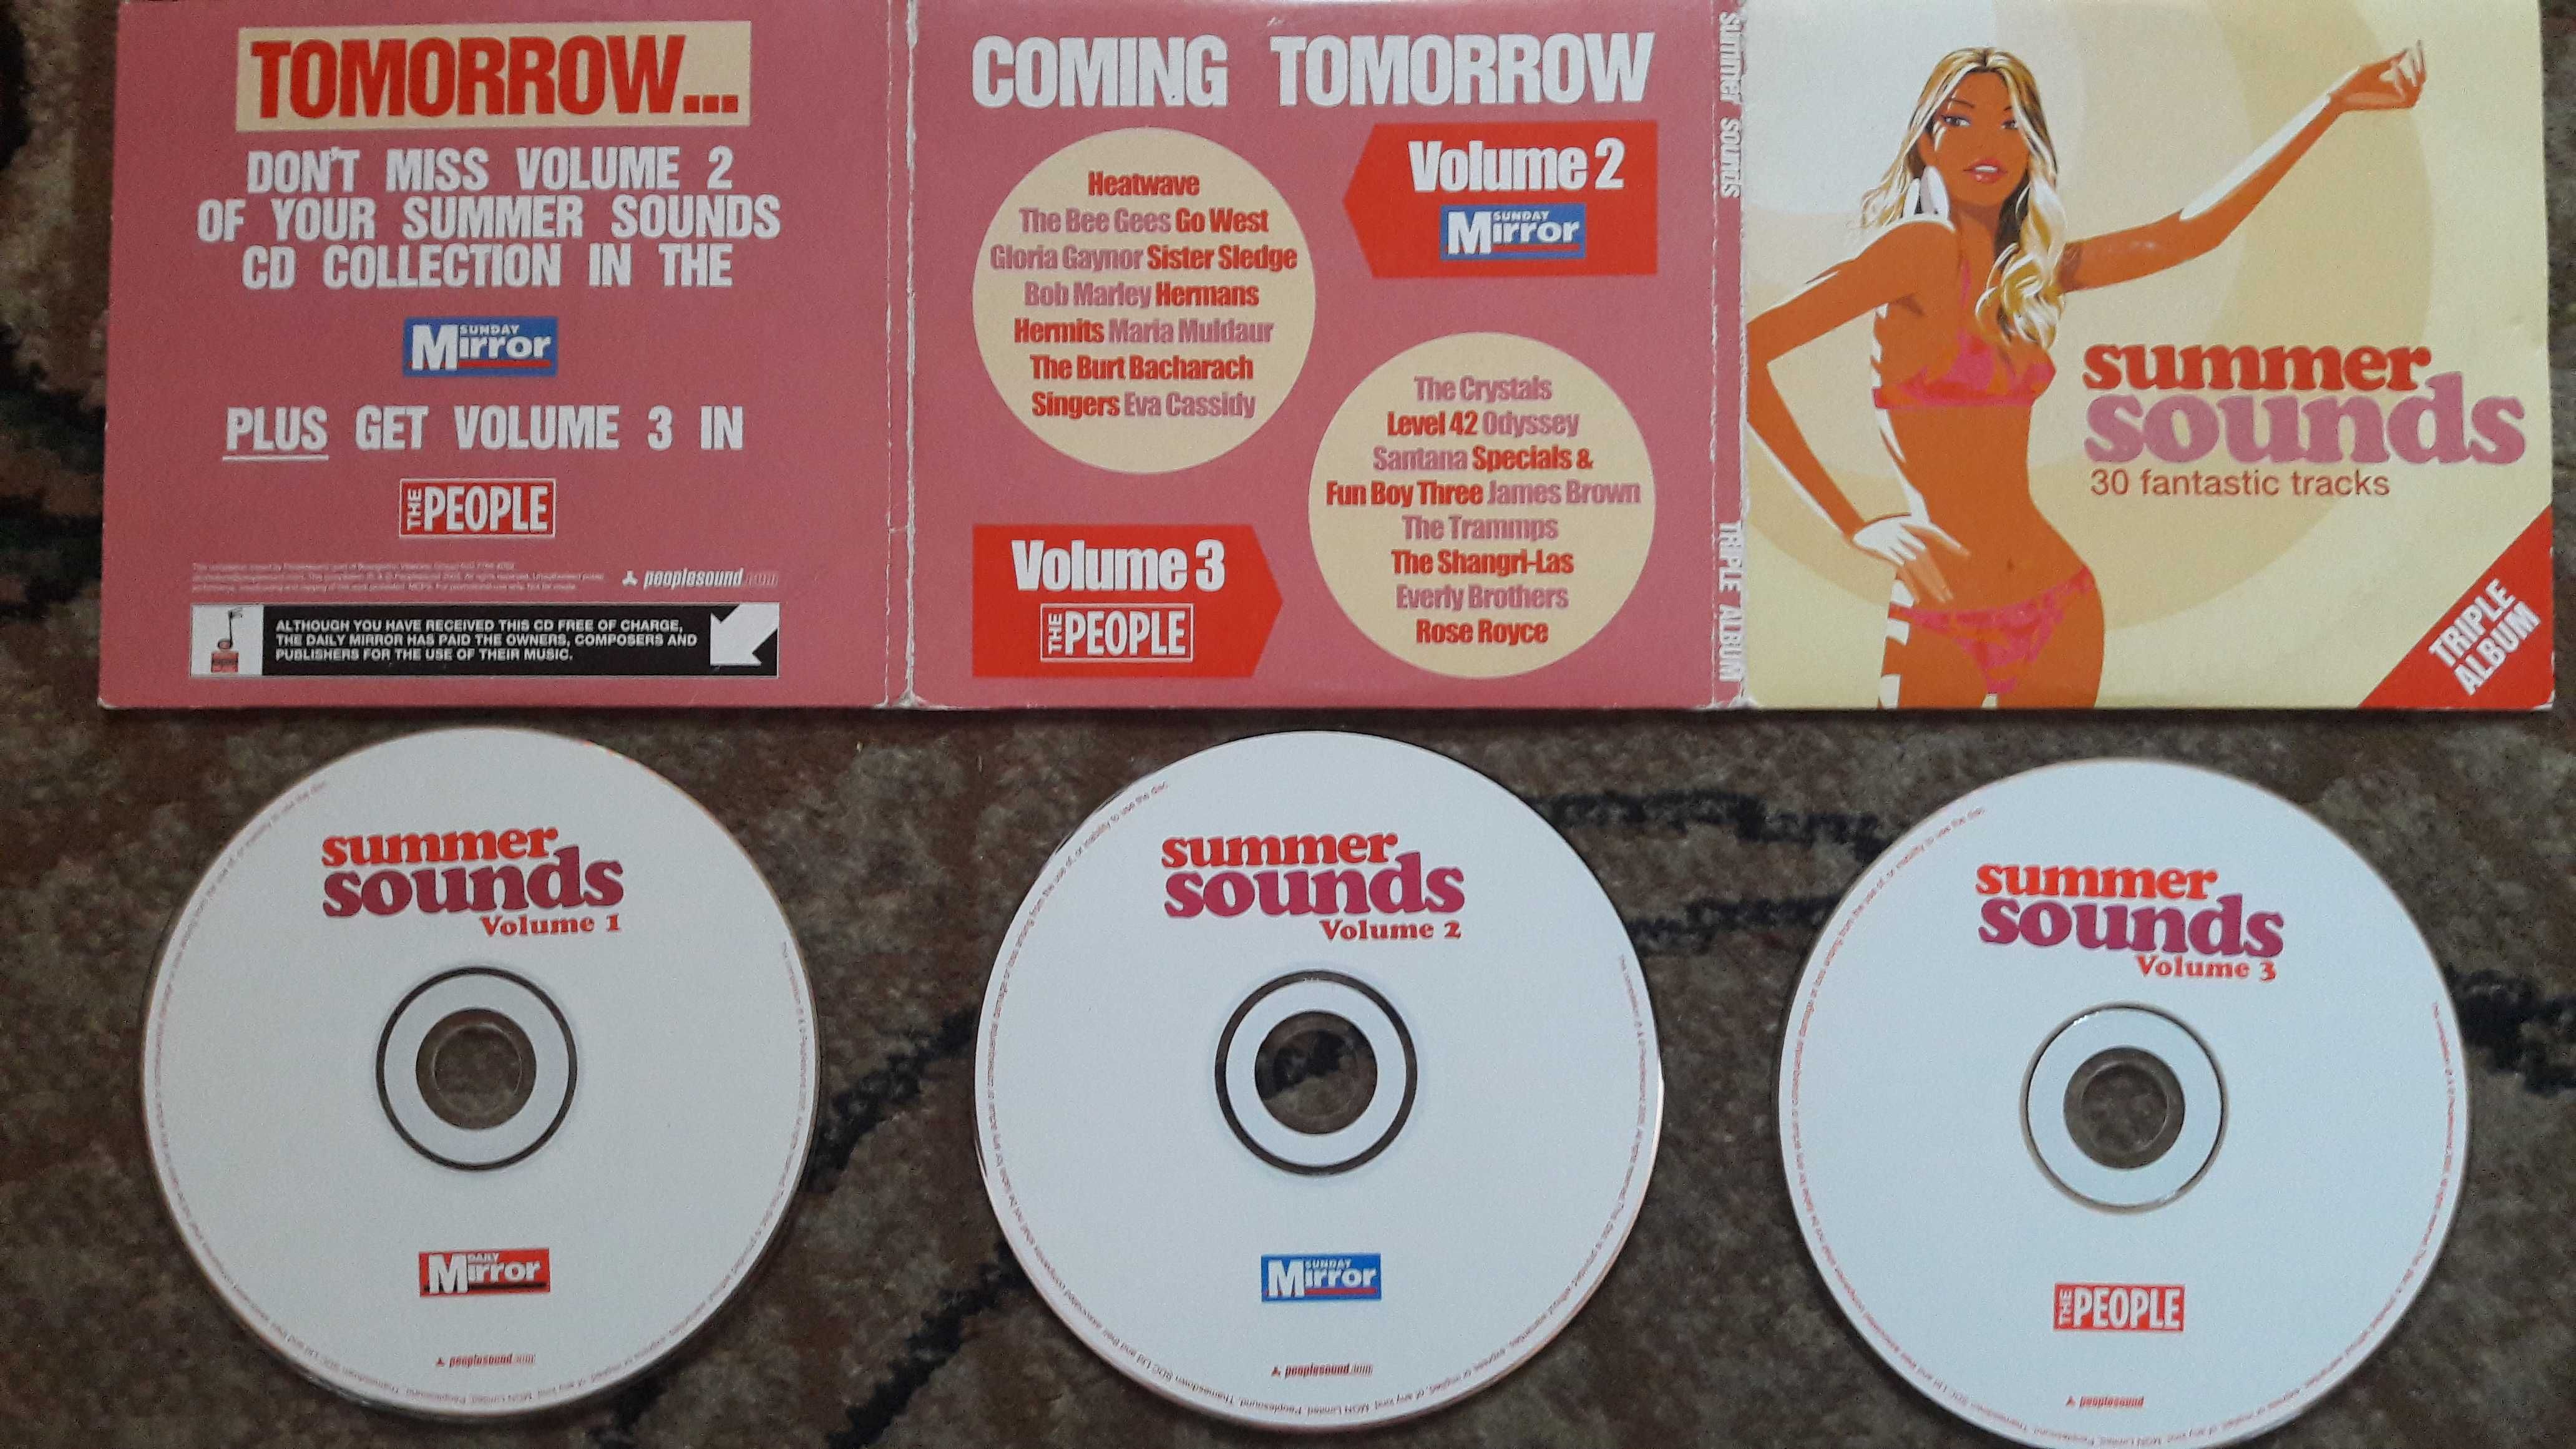 TOMORROW...
DON'T MISS VOLUME 2
OF YOUR SUMMER SOUNDS
CD COLLECTION IN THE
SUNDAY
Mirror
PLUS GET VOLUME 3 IN
THE PEOPLE
peoplesound.com
ALTHOUGH YOU HAVE RECEIVED THIS CD FREE OF CHARGE,
THE DAILY MIRROR HAS PAID THE OWNERS, COMPOSERS AND
PUBLISHERS FOR THE USE OF THEIR MUSIC.
COMING TOMORROW
Heatwave
The Bee Gees Go West
Gloria Gaynor Sister Sledge
Bob Marley Hermans
Hermits Maria Muldaur
The Burt Bacharach
Singers Eva Cassidy
Volume 2
SUNDAY
Mirror
The Crystals
Level 42 Odyssey
Santana Specials &
Fun Boy Three James Brown
The Trammps
The Shangri-Las
Everly Brothers
Rose Royce
Volume 3
THE PEOPLE
summer sounds TRIPLE ALBUM
summer
sounds
30 fantastic tracks
TRIPLE
ALBUM
summer
sounds
Volume 1
DAILY
Mirror
peoplesound.com
summer
sounds
Volume 2
SUNDAY
Mirror
peoplesound.com
summer
sounds
Volume 3
THE PEOPLE
peoplesound